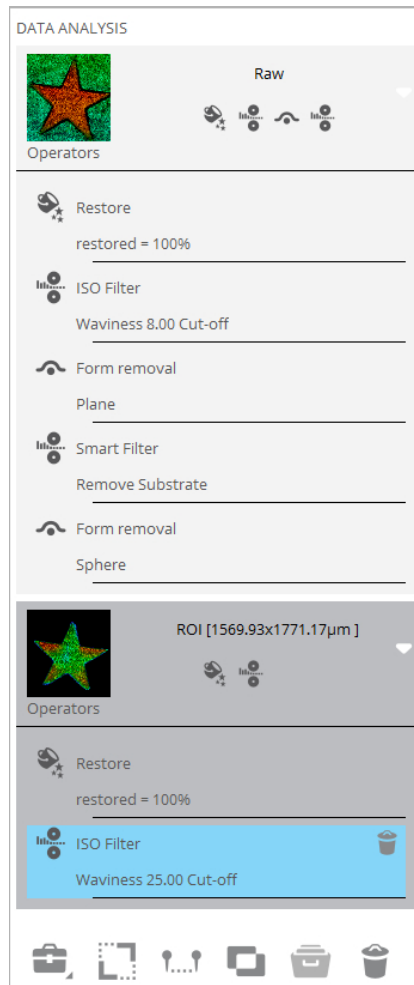 DATA ANALYSIS
Raw
Operators
Restore
restored = 100%
ISO Filter
Waviness 8.00 Cut-off
Form removal
Plane
Smart Filter
Remove Substrate
Form removal
Sphere
ROI [1569.93x1771.17µm ]
Operators
Restore
restored = 100%
ISO Filter
Waviness 25.00 Cut-off